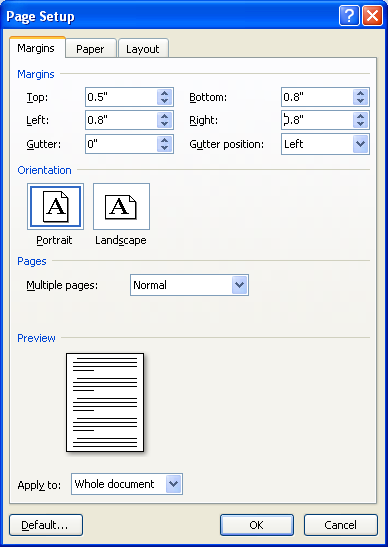 Page Setup
Margins Paper Layout
Margins
Top: 0.5" Bottom: 0.8"
Left: 0.8" Right: 0.8"
Gutter: 0" Gutter position: Left
Orientation
A A
Portrait Landscape
Pages
Multiple pages: Normal
Preview
Apply to: Whole document
Default... OK Cancel